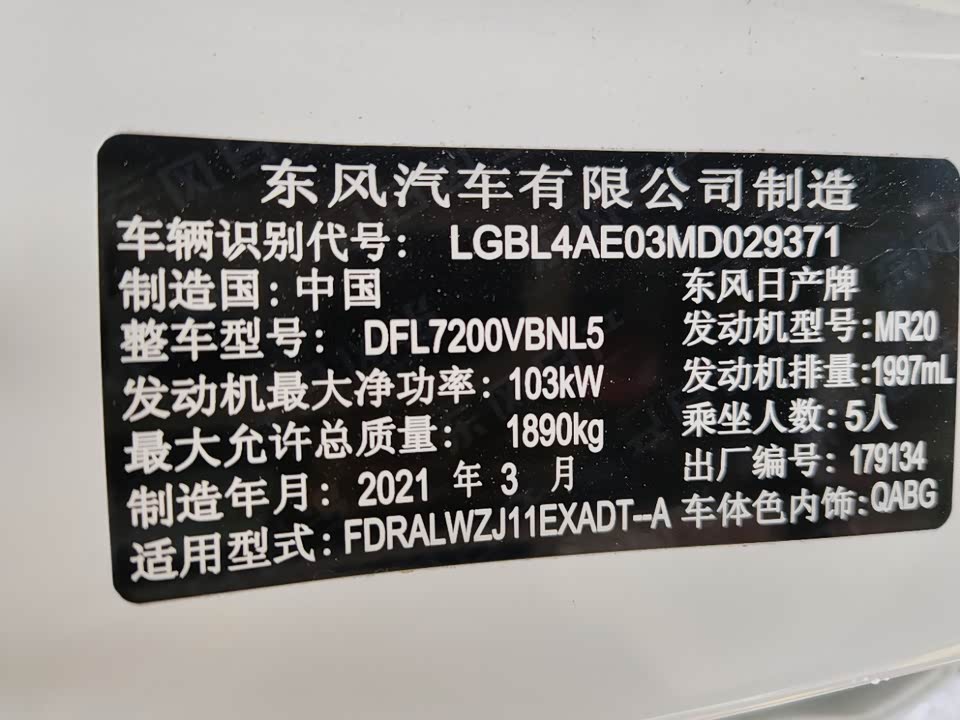 东风汽车有限公司制造
车辆识别代号: LGBL4AE03MD029371
制造国: 中国 东风日产牌
整车型号: DFL7200VBNL5 发动机型号: MR20
发动机最大净功率: 103kW 发动机排量: 1997mL
最大允许总质量: 1890kg 乘坐人数: 5人
制造年月: 2021 年 3 月 出厂编号: 179134
适用型式: FDRALWZJ11EXADT--A 车体色内饰: QABG